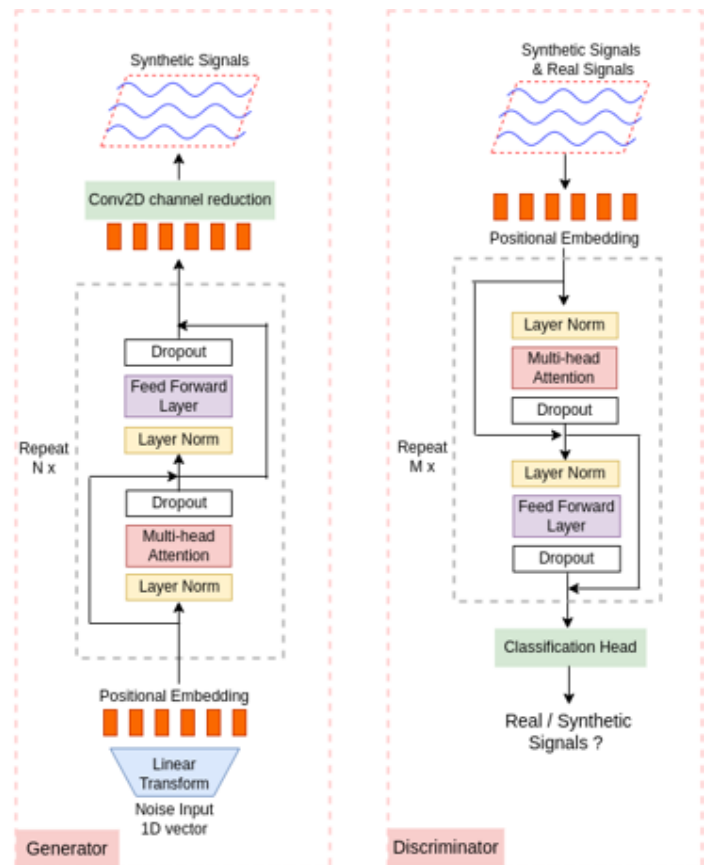 Synthetic Signals
Conv2D channel reduction
Dropout
Feed Forward
Layer
Layer Norm
Repeat
N x
Dropout
Multi-head
Attention
Layer Norm
Positional Embedding
Linear
Transform
Noise Input
1D vector
Generator
Synthetic Signals
& Real Signals
Positional Embedding
Layer Norm
Multi-head
Attention
Dropout
Repeat
M x
Layer Norm
Feed Forward
Layer
Dropout
Classification Head
Real / Synthetic
Signals ?
Discriminator